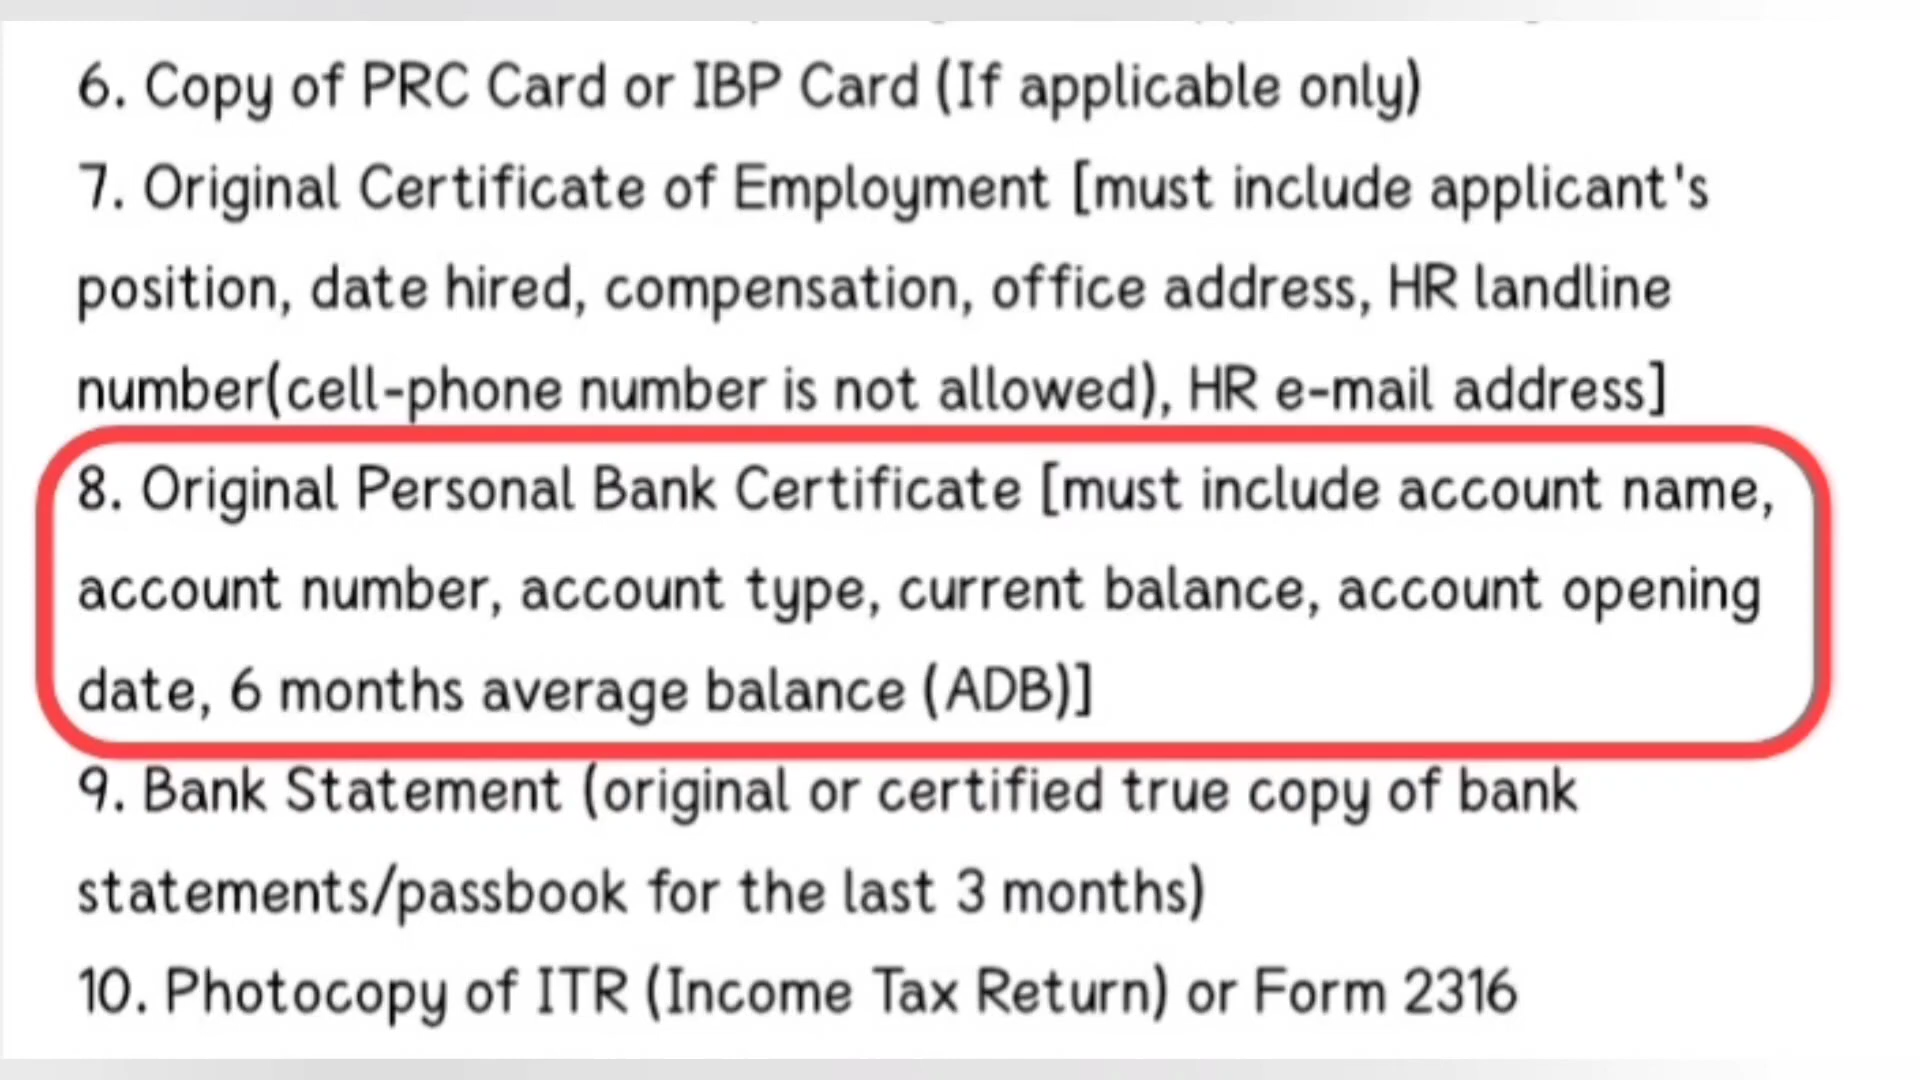 6. Copy of PRC Card or IBP Card (If applicable only)
7. Original Certificate of Employment [must include applicant's
position, date hired, compensation, office address, HR landline
number(cell-phone number is not allowed), HR e-mail address]
8. Original Personal Bank Certificate [must include account name,
account number, account type, current balance, account opening
date, 6 months average balance (ADB)]
9. Bank Statement (original or certified true copy of bank
statements/passbook for the last 3 months)
10. Photocopy of ITR (Income Tax Return) or Form 2316